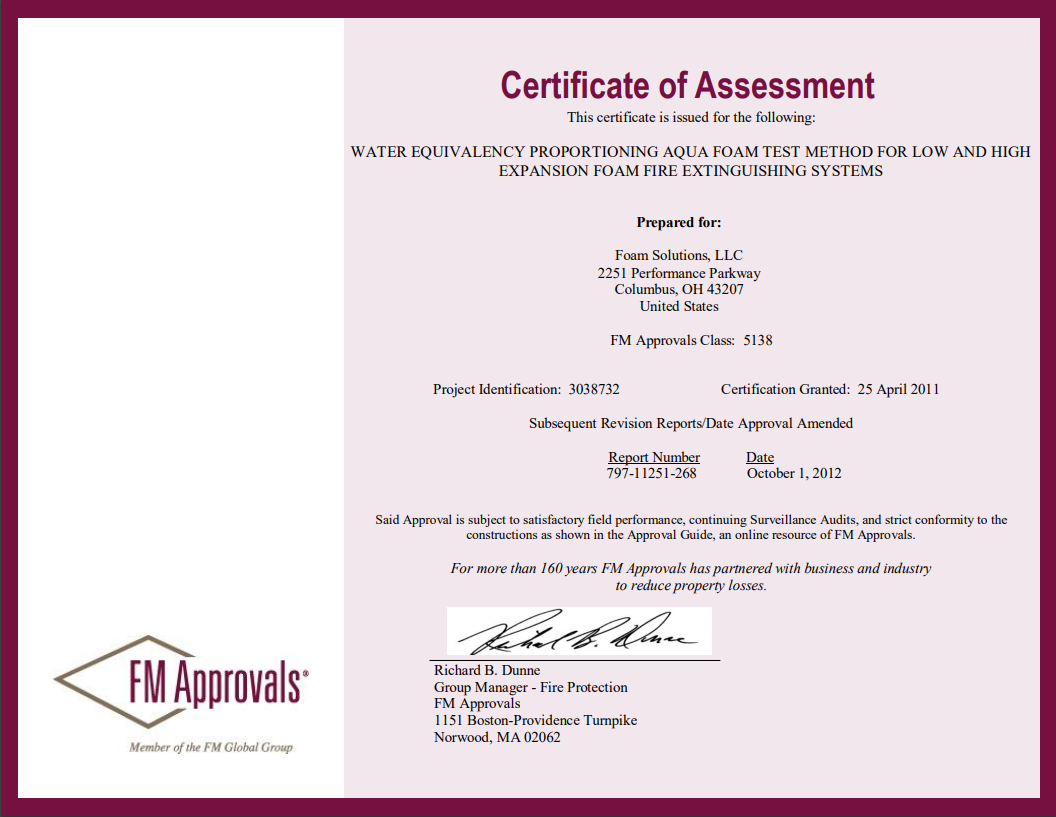 Certificate of Assessment
This certificate is issued for the following:
WATER EQUIVALENCY PROPORTIONING AQUA FOAM TEST METHOD FOR LOW AND HIGH
EXPANSION FOAM FIRE EXTINGUISHING SYSTEMS
Prepared for:
Foam Solutions, LLC
2251 Performance Parkway
Columbus, OH 43207
United States
FM Approvals Class: 5138
Project Identification: 3038732 Certification Granted: 25 April 2011
Subsequent Revision Reports/Date Approval Amended
Report Number Date
797-11251-268 October 1, 2012
Said Approval is subject to satisfactory field performance, continuing Surveillance Audits, and strict conformity to the
constructions as shown in the Approval Guide, an online resource of FM Approvals.
For more than 160 years FM Approvals has partnered with business and industry
to reduce property losses.
Richard B. Dunne
Richard B. Dunne
Group Manager - Fire Protection
FM Approvals
1151 Boston-Providence Turnpike
Norwood, MA 02062
FM Approvals®
Member of the FM Global Group